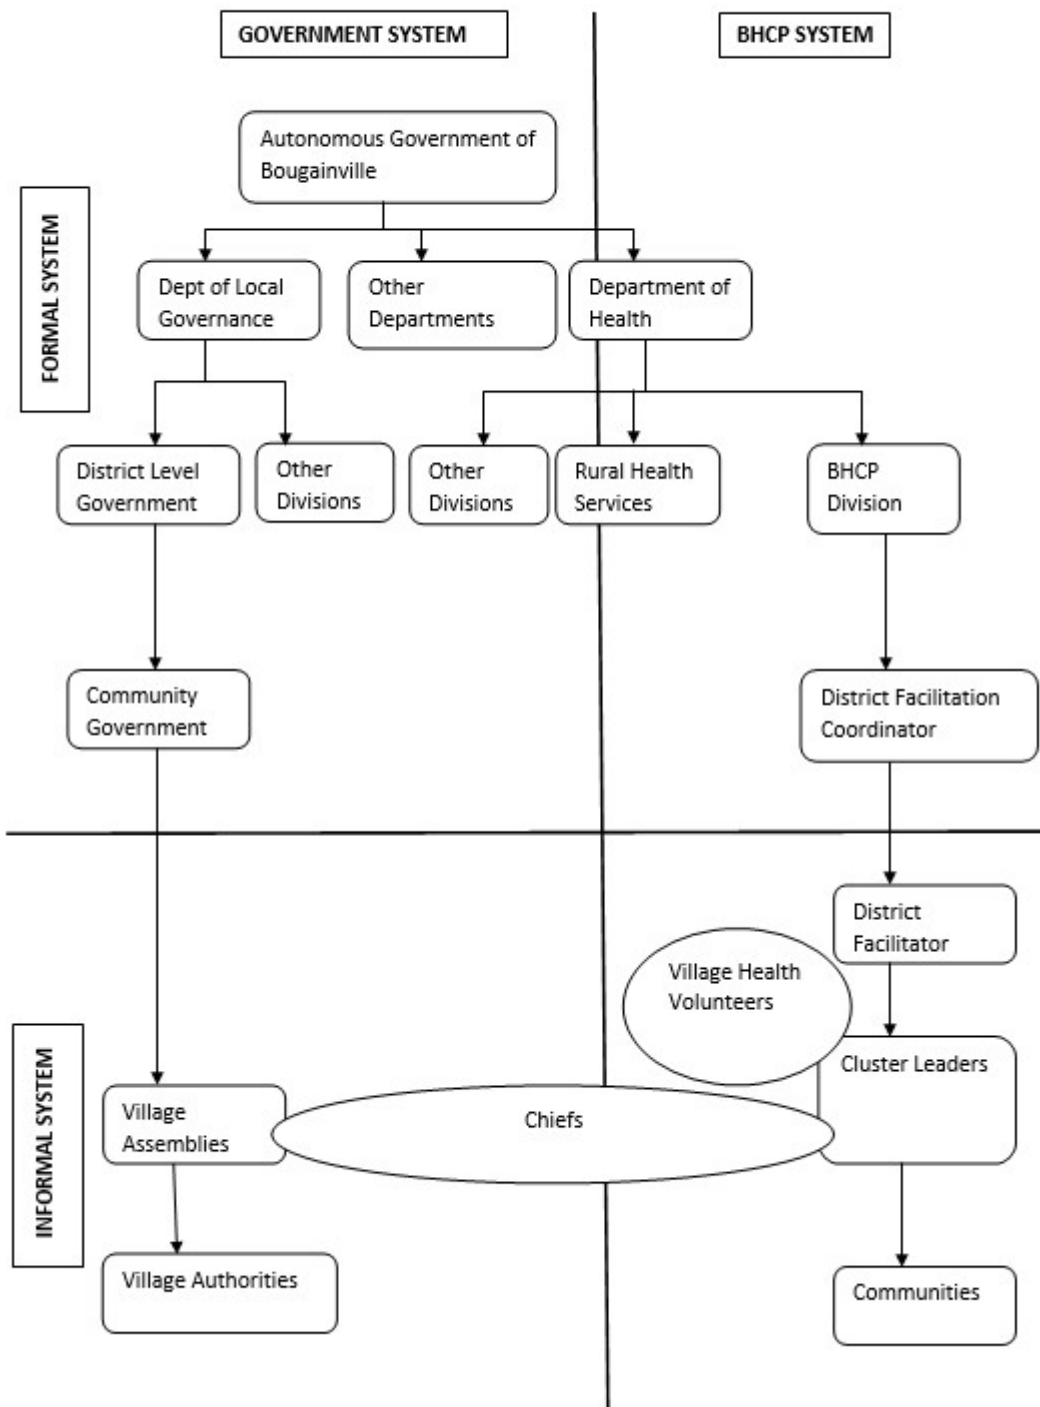 GOVERNMENT SYSTEM
BHCP SYSTEM
FORMAL SYSTEM
Autonomous Government of
Bougainville
Dept of Local
Governance
Other
Departments
Department of
Health
District Level
Government
Other
Divisions
Other
Divisions
Rural Health
Services
BHCP
Division
Community
Government
District Facilitation
Coordinator
INFORMAL SYSTEM
District
Facilitator
Village Health
Volunteers
Cluster Leaders
Village
Assemblies
Chiefs
Village Authorities
Communities